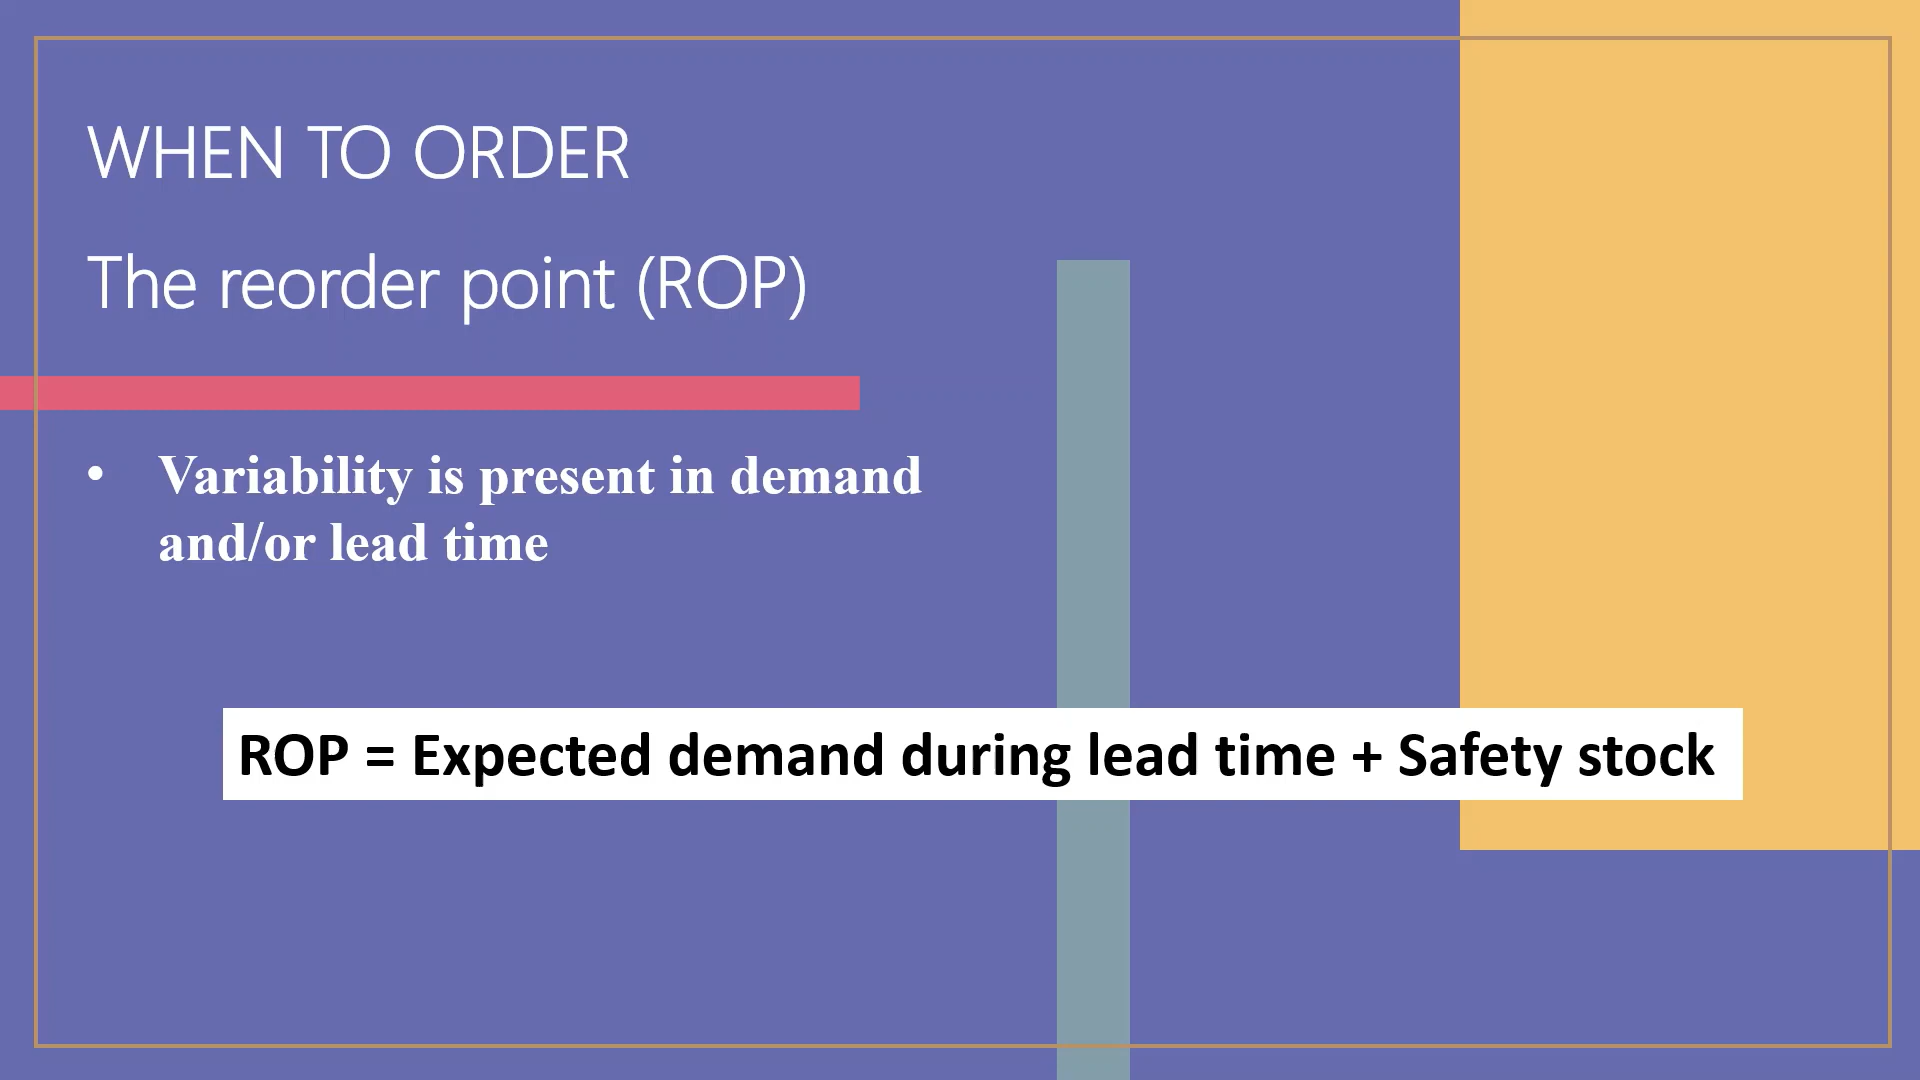 WHEN TO ORDER
The reorder point (ROP)
• Variability is present in demand
and/or lead time
ROP = Expected demand during lead time + Safety stock